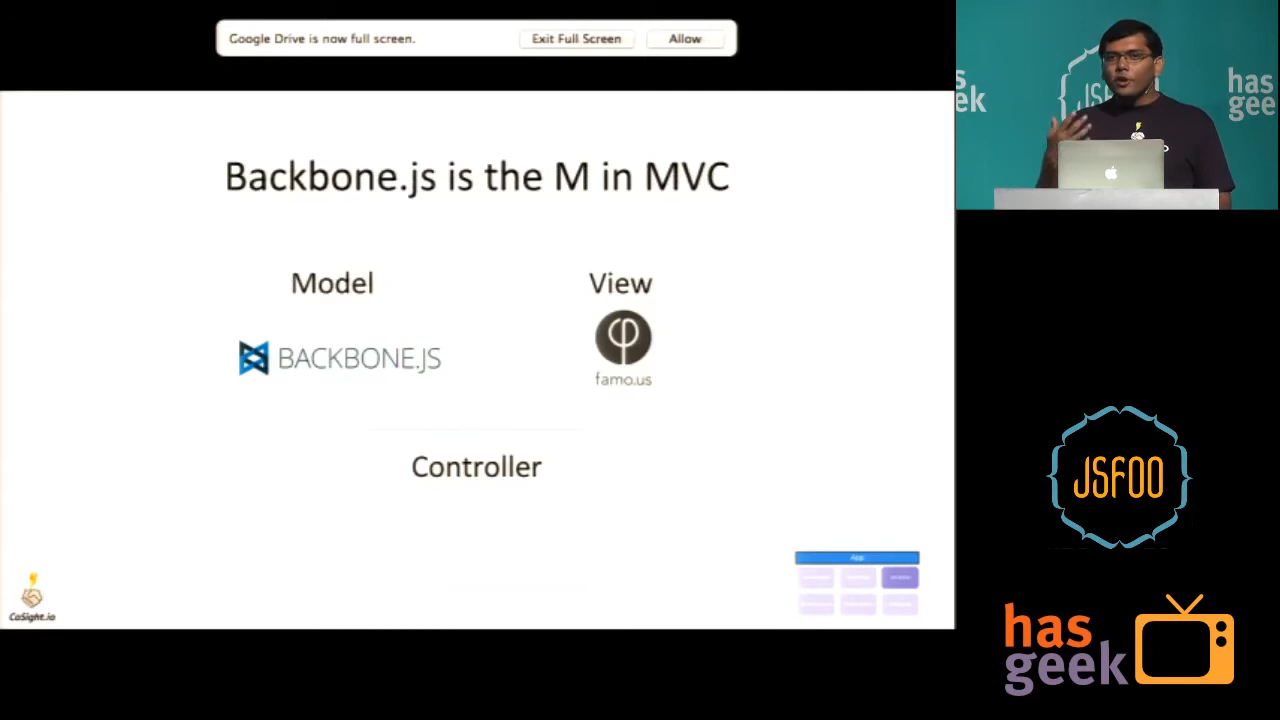 Google Drive is now full screen.
Exit Full Screen
Allow
Backbone.js is the M in MVC
Model
View
BACKBONE.JS
famo.us
Controller
App
CoSight.io
has
geek
JSFOO
has
geek